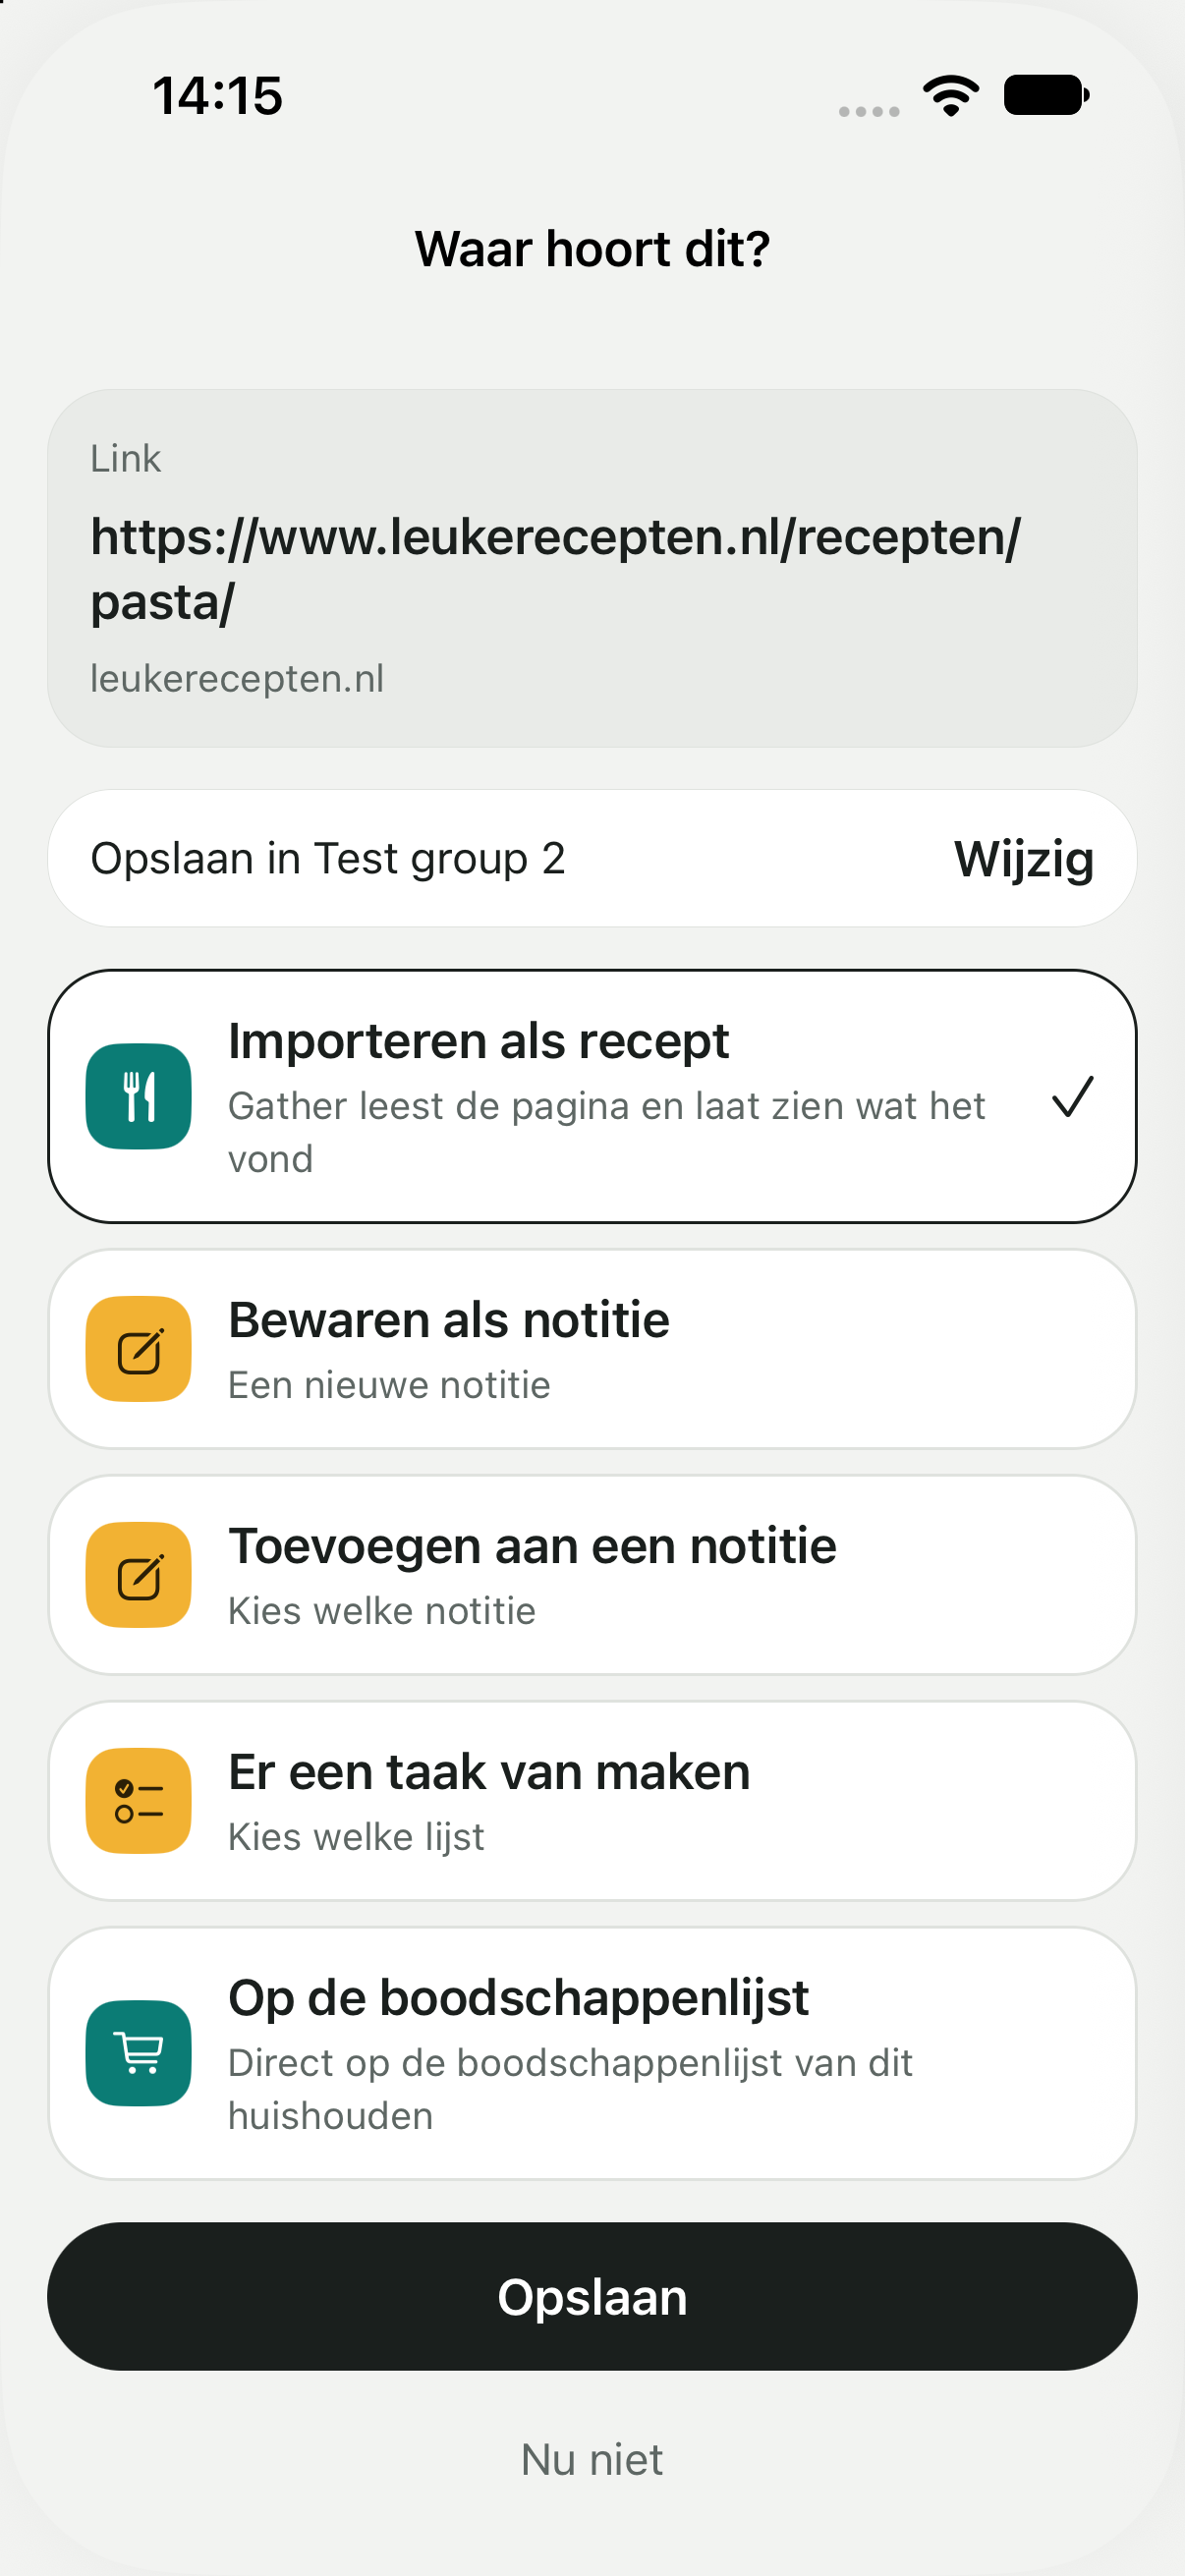 14:15
Waar hoort dit?
Link
https://www.leukerecepten.nl/recepten/
pasta/
leukerecepten.nl
Opslaan in Test group 2
Wijzig
Importeren als recept
Gather leest de pagina en laat zien wat het
vond
Bewaren als notitie
Een nieuwe notitie
Toevoegen aan een notitie
Kies welke notitie
Er een taak van maken
Kies welke lijst
Op de boodschappenlijst
Direct op de boodschappenlijst van dit
huishouden
Opslaan
Nu niet